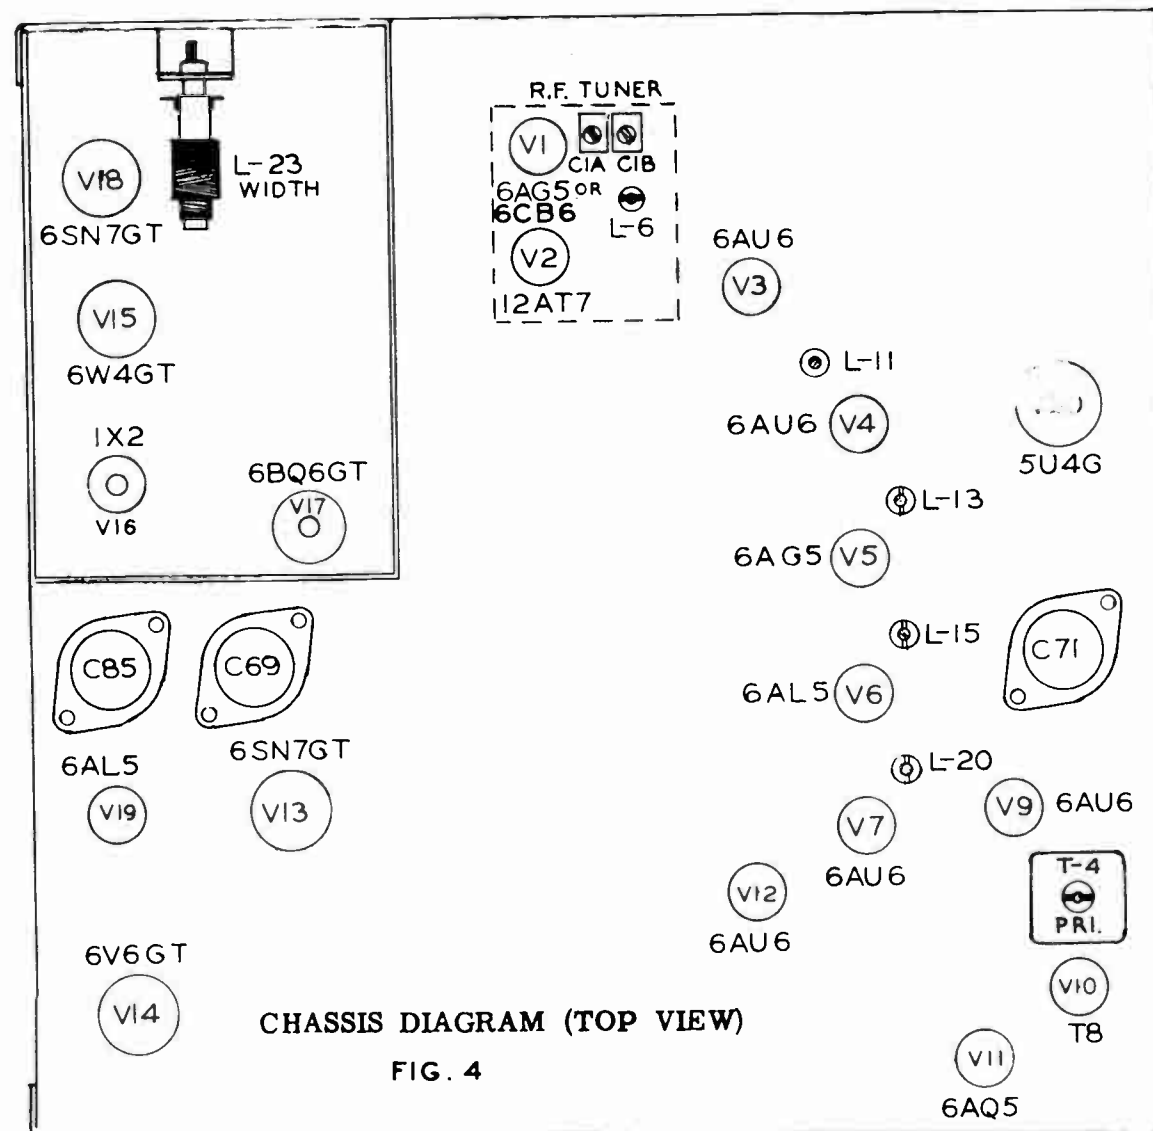 R.F. TUNER
V1
C1A C1B
6AG5 OR
6CB6
L-6
V2
12AT7
V18
L-23
WIDTH
6SN7GT
V15
6W4GT
1X2
V16
6BQ6GT
V17
6AU6
V3
L-11
6AU6 V4
5U4G
L-13
6AG5 V5
L-15
6AL5 V6
C71
L-20
C85
C69
6AL5
V19
6SN7GT
V13
V7
6AU6
V9 6AU6
T-4
PRI.
V12
6AU6
V10
T8
6V6GT
V14
V11
6AQ5
CHASSIS DIAGRAM (TOP VIEW)
FIG. 4